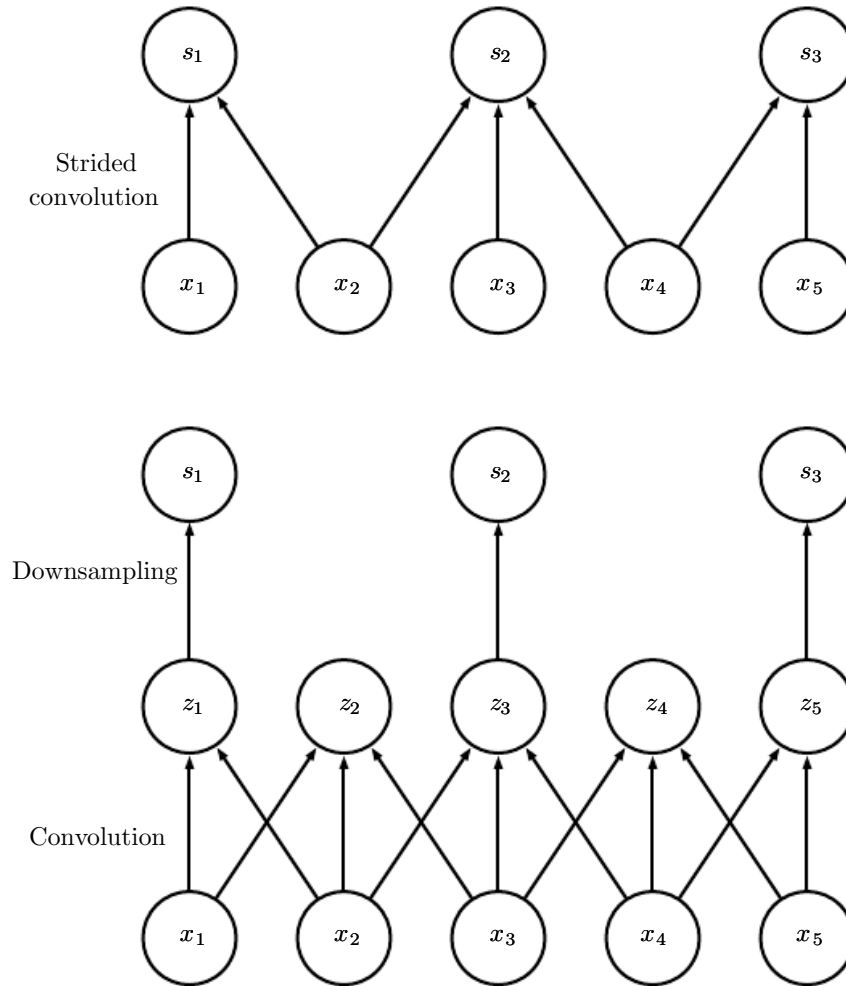 s₁ s₂ s₃
Strided
convolution
x₁ x₂ x₃ x₄ x₅
s₁ s₂ s₃
Downsampling
z₁ z₂ z₃ z₄ z₅
Convolution
x₁ x₂ x₃ x₄ x₅